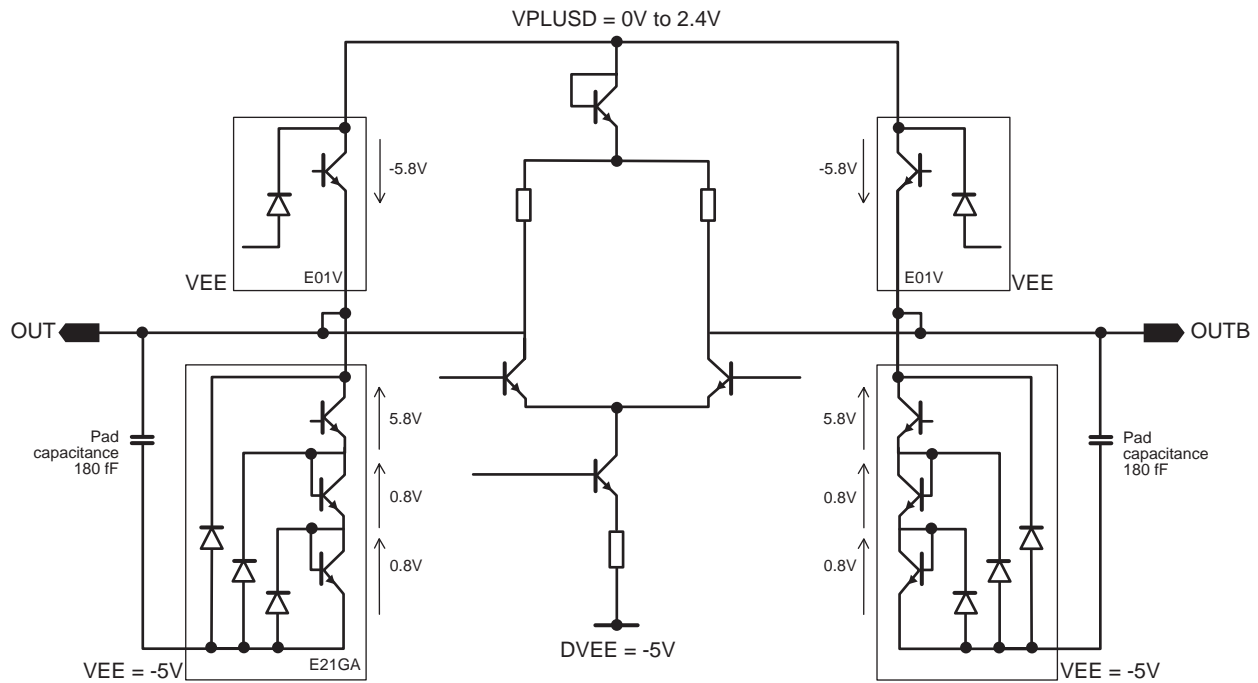 VPLUSD = 0V to 2.4V
-5.8V
-5.8V
E01V
E01V
VEE
VEE
OUT
OUTB
5.8V
5.8V
Pad
capacitance
180 fF
Pad
capacitance
180 fF
0.8V
0.8V
0.8V
0.8V
DVEE = -5V
E21GA
VEE = -5V
VEE = -5V